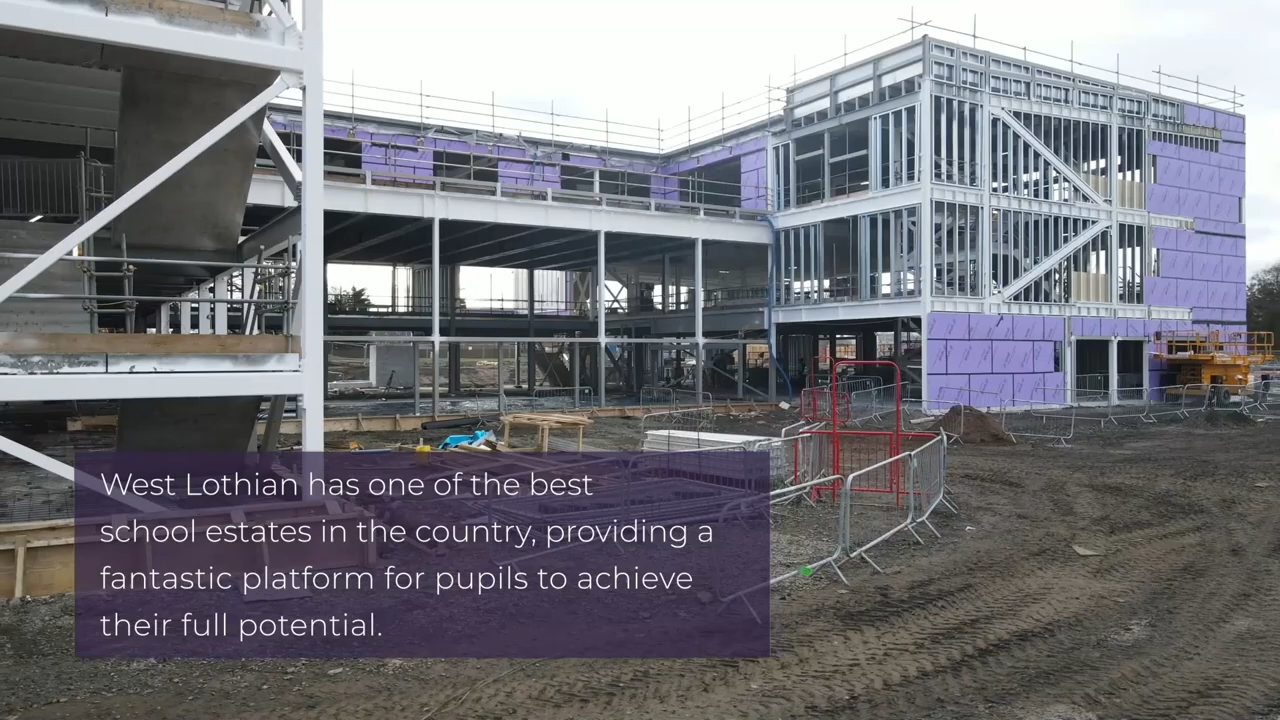 West Lothian has one of the best
school estates in the country, providing a
fantastic platform for pupils to achieve
their full potential.